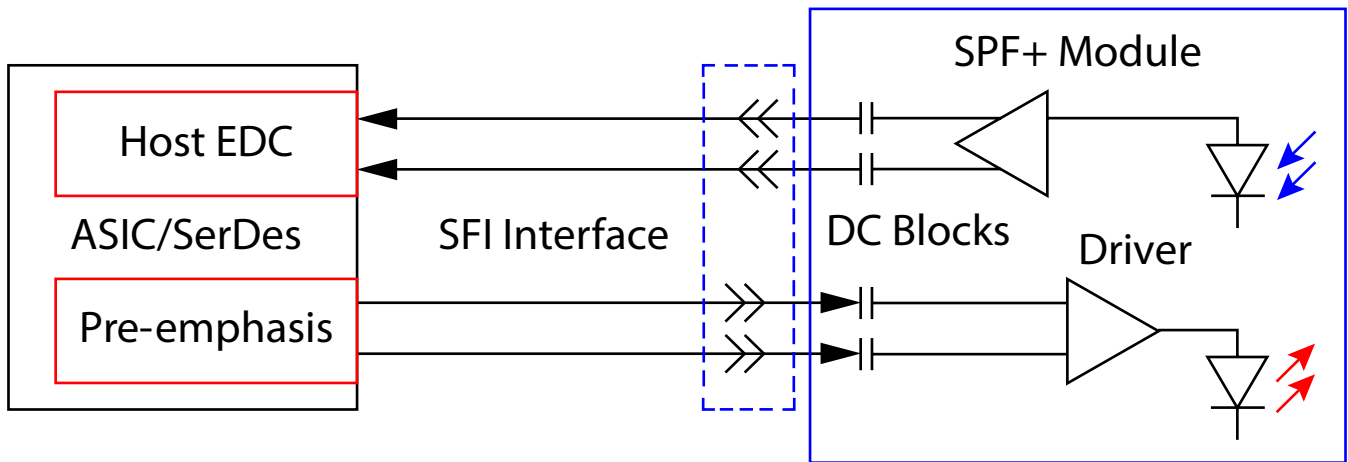 SPF+ Module
Host EDC
ASIC/SerDes
SFI Interface
DC Blocks
Driver
Pre-emphasis